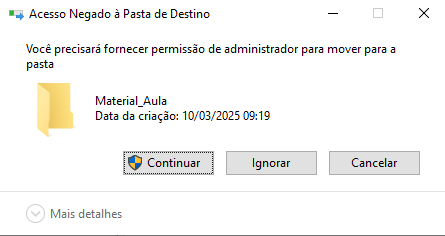 Acesso Negado à Pasta de Destino
Você precisará fornecer permissão de administrador para mover para a
pasta
Material_Aula
Data da criação: 10/03/2025 09:19
Continuar
Ignorar
Cancelar
Mais detalhes